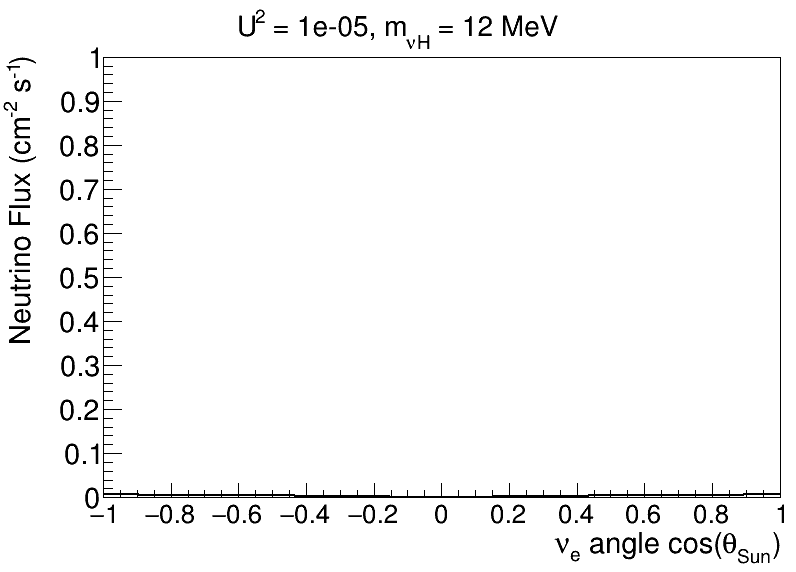 U² = 1e-05, m_νH = 12 MeV
Neutrino Flux (cm⁻² s⁻¹)
1
0.9
0.8
0.7
0.6
0.5
0.4
0.3
0.2
0.1
0
−1 −0.8 −0.6 −0.4 −0.2 0 0.2 0.4 0.6 0.8 1
ν_e angle cos(θ_Sun)